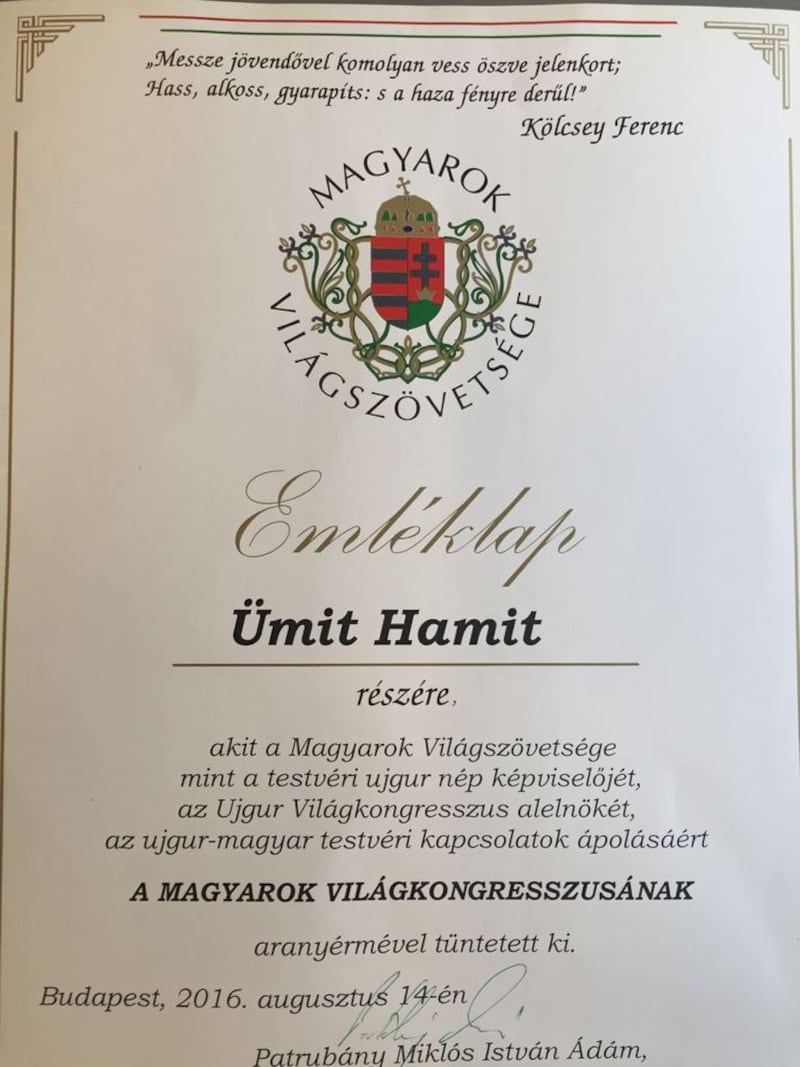 „Messze jövendővel komolyan vess öszve jelenkort;
Hass, alkoss, gyarapíts: s a haza fényre derűl!”
Kölcsey Ferenc
MAGYAROK
VILÁGSZÖVETSÉGE
Emléklap
Ümit Hamit
részére,
akit a Magyarok Világszövetsége
mint a testvéri ujgur nép képviselőjét,
az Ujgur Világkongresszus alelnökét,
az ujgur-magyar testvéri kapcsolatok ápolásáért
A MAGYAROK VILÁGKONGRESSZUSÁNAK
aranyérmével tüntetett ki.
Budapest, 2016. augusztus 14-én
Patrubány Miklós István Ádám,